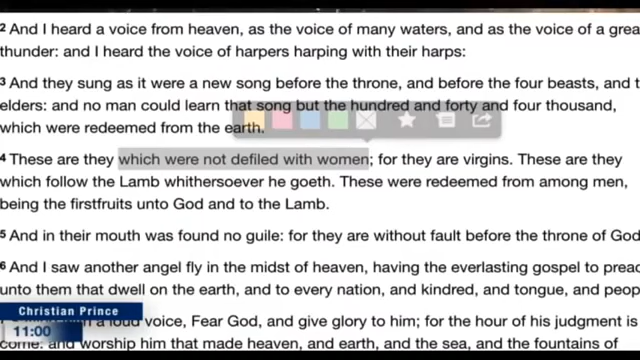 2 And I heard a voice from heaven, as the voice of many waters, and as the voice of a grea
thunder: and I heard the voice of harpers harping with their harps:
3 And they sung as it were a new song before the throne, and before the four beasts, and t
elders: and no man could learn that song but the hundred and forty and four thousand,
which were redeemed from the earth.
4 These are they which were not defiled with women; for they are virgins. These are they
which follow the Lamb whithersoever he goeth. These were redeemed from among men,
being the firstfruits unto God and to the Lamb.
5 And in their mouth was found no guile: for they are without fault before the throne of God
6 And I saw another angel fly in the midst of heaven, having the everlasting gospel to preac
unto them that dwell on the earth, and to every nation, and kindred, and tongue, and peop
Christian Prince
a loud voice, Fear God, and give glory to him; for the hour of his judgment is
11:00
come: and worship him that made heaven, and earth, and the sea, and the fountains of